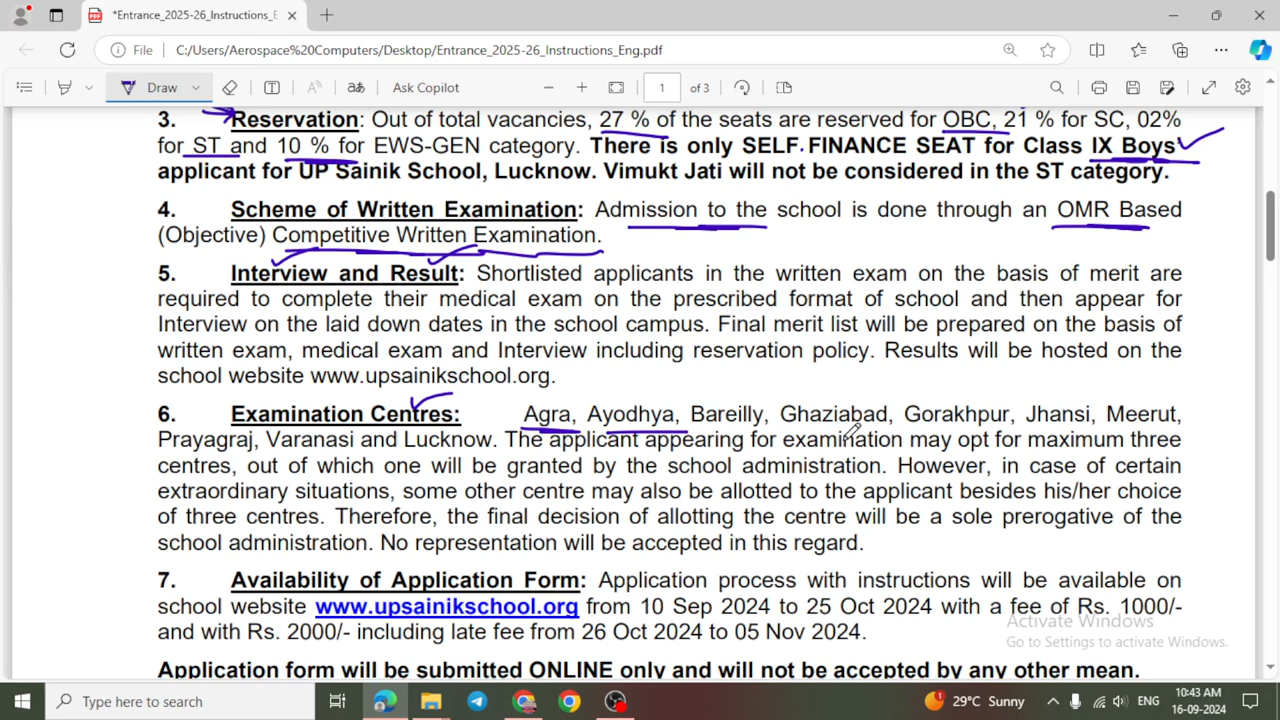 *Entrance_2025-26_Instructions_E
File
C:/Users/Aerospace%20Computers/Desktop/Entrance_2025-26_Instructions_Eng.pdf
Draw
Ask Copilot
1 of 3
3. Reservation: Out of total vacancies, 27 % of the seats are reserved for OBC, 21 % for SC, 02%
for ST and 10 % for EWS-GEN category. There is only SELF FINANCE SEAT for Class IX Boys
applicant for UP Sainik School, Lucknow. Vimukt Jati will not be considered in the ST category.
4. Scheme of Written Examination: Admission to the school is done through an OMR Based
(Objective) Competitive Written Examination.
5. Interview and Result: Shortlisted applicants in the written exam on the basis of merit are
required to complete their medical exam on the prescribed format of school and then appear for
Interview on the laid down dates in the school campus. Final merit list will be prepared on the basis of
written exam, medical exam and Interview including reservation policy. Results will be hosted on the
school website www.upsainikschool.org.
6. Examination Centres: Agra, Ayodhya, Bareilly, Ghaziabad, Gorakhpur, Jhansi, Meerut,
Prayagraj, Varanasi and Lucknow. The applicant appearing for examination may opt for maximum three
centres, out of which one will be granted by the school administration. However, in case of certain
extraordinary situations, some other centre may also be allotted to the applicant besides his/her choice
of three centres. Therefore, the final decision of allotting the centre will be a sole prerogative of the
school administration. No representation will be accepted in this regard.
7. Availability of Application Form: Application process with instructions will be available on
school website www.upsainikschool.org from 10 Sep 2024 to 25 Oct 2024 with a fee of Rs. 1000/-
and with Rs. 2000/- including late fee from 26 Oct 2024 to 05 Nov 2024.
Activate Windows
Go to Settings to activate Windows.
Application form will be submitted ONLINE only and will not be accepted by any other mean.
Type here to search
29°C Sunny
ENG
10:43 AM
16-09-2024